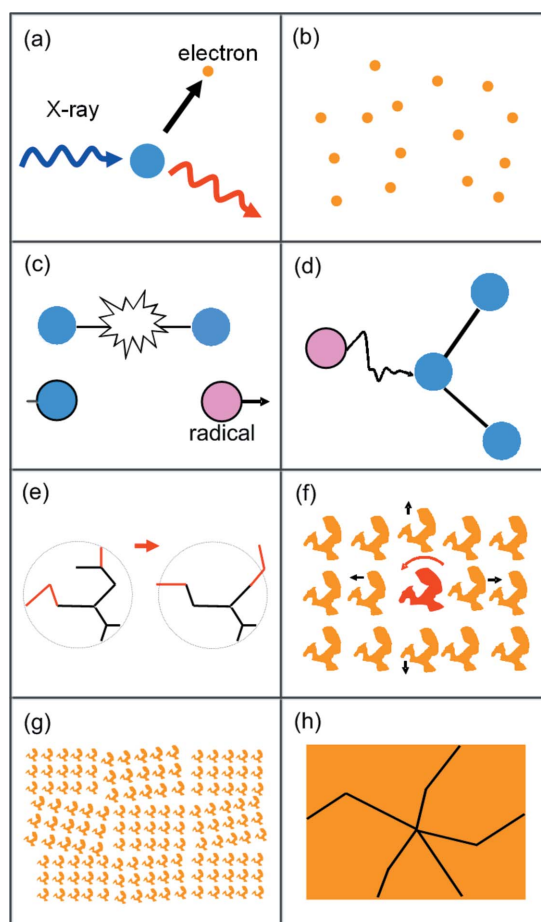 (a)
electron
X-ray
(b)
(c)
radical
(d)
(e)
(f)
(g)
(h)